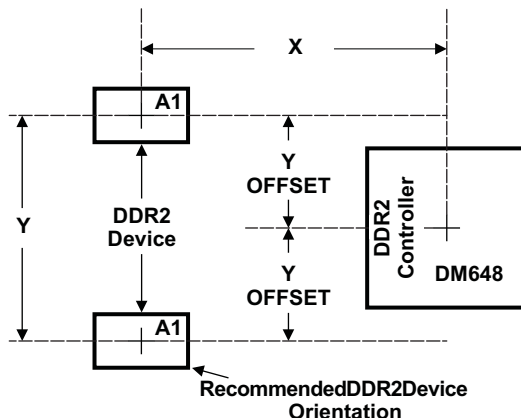 X
A1
Y
OFFSET
DDR2
Controller
Y
DDR2
Device
DM648
Y
OFFSET
A1
RecommendedDDR2Device
Orientation